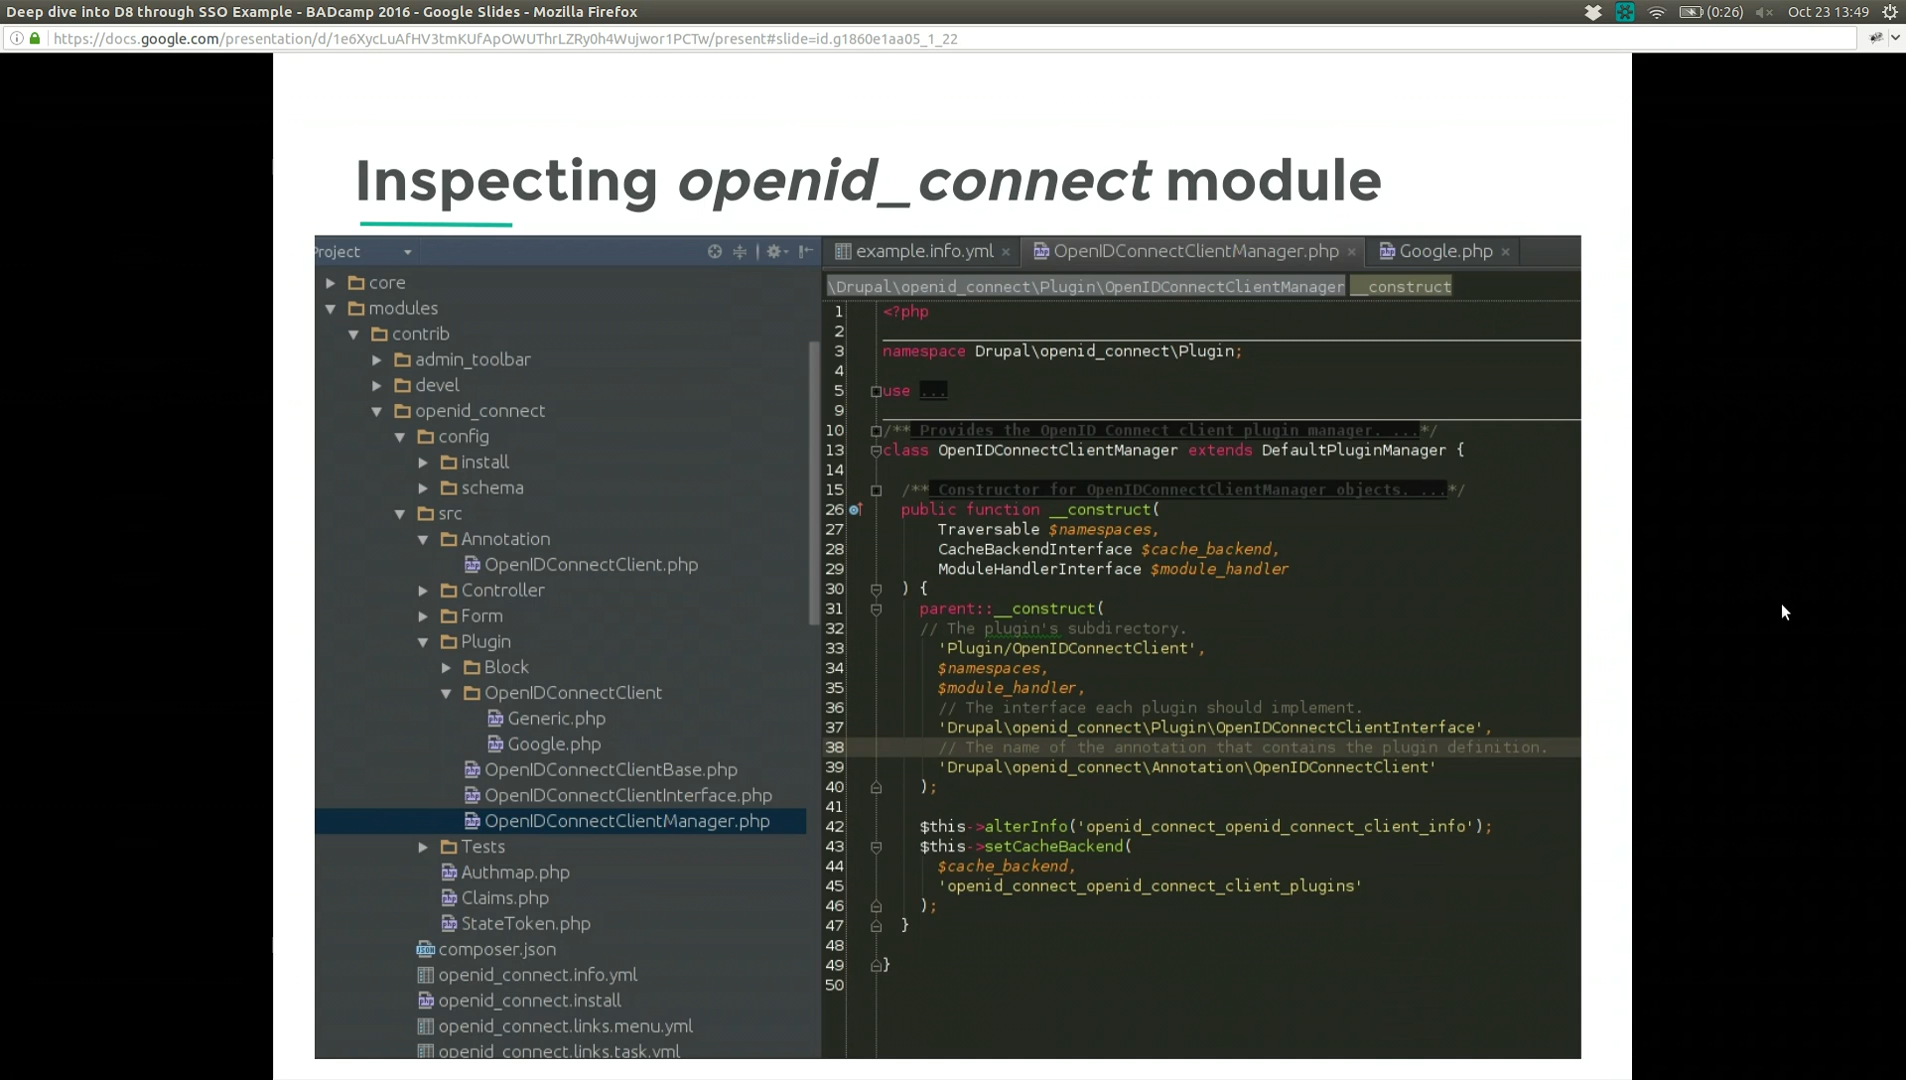 Deep dive into D8 through SSO Example - BADcamp 2016 - Google Slides - Mozilla Firefox
(0:26)
Oct 23 13:49
https://docs.google.com/presentation/d/1e6XycLuAfHV3tmKUfApOWUThrLZRy0h4Wujwor1PCTw/present#slide=id.g1860e1aa05_1_22
Inspecting openid_connect module
Project
core
modules
contrib
admin_toolbar
devel
openid_connect
config
install
schema
src
Annotation
OpenIDConnectClient.php
Controller
Form
Plugin
Block
OpenIDConnectClient
Generic.php
Google.php
OpenIDConnectClientBase.php
OpenIDConnectClientInterface.php
OpenIDConnectClientManager.php
Tests
Authmap.php
Claims.php
StateToken.php
composer.json
openid_connect.info.yml
openid_connect.install
openid_connect.links.menu.yml
openid_connect.links.task.yml
example.info.yml
OpenIDConnectClientManager.php
Google.php
\Drupal\openid_connect\Plugin\OpenIDConnectClientManager __construct
1 <?php
2
3 namespace Drupal\openid_connect\Plugin;
4
5 use ...
9
10 /** Provides the OpenID Connect client plugin manager. ...*/
13 class OpenIDConnectClientManager extends DefaultPluginManager {
14
15 /** Constructor for OpenIDConnectClientManager objects. ...*/
26 public function __construct(
27 Traversable $namespaces,
28 CacheBackendInterface $cache_backend,
29 ModuleHandlerInterface $module_handler
30 ) {
31 parent::__construct(
32 // The plugin's subdirectory.
33 'Plugin/OpenIDConnectClient',
34 $namespaces,
35 $module_handler,
36 // The interface each plugin should implement.
37 'Drupal\openid_connect\Plugin\OpenIDConnectClientInterface',
38 // The name of the annotation that contains the plugin definition.
39 'Drupal\openid_connect\Annotation\OpenIDConnectClient'
40 );
41
42 $this->alterInfo('openid_connect_openid_connect_client_info');
43 $this->setCacheBackend(
44 $cache_backend,
45 'openid_connect_openid_connect_client_plugins'
46 );
47 }
48
49 }
50